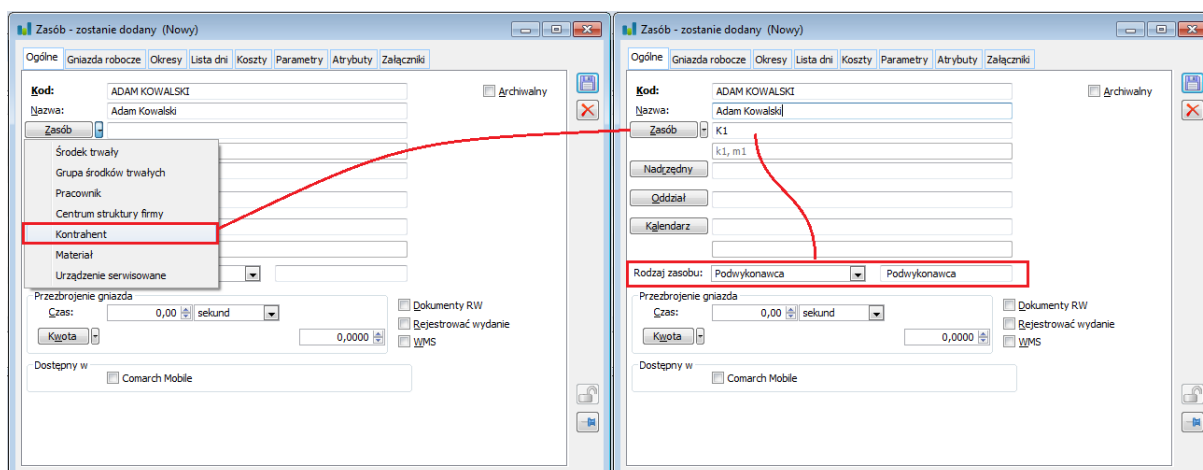 Zasób - zostanie dodany (Nowy)
Ogólne Gniazda robocze Okresy Lista dni Koszty Parametry Atrybuty Załączniki
Kod: ADAM KOWALSKI Archiwalny
Nazwa: Adam Kowalski
Zasób
Środek trwały
Grupa środków trwałych
Pracownik
Centrum struktury firmy
Kontrahent
Materiał
Urządzenie serwisowane
Przezbrojenie gniazda
Czas: 0,00 sekund
Kwota 0,0000
Dokumenty RW
Rejestrować wydanie
WMS
Dostępny w
Comarch Mobile
Zasób - zostanie dodany (Nowy)
Ogólne Gniazda robocze Okresy Lista dni Koszty Parametry Atrybuty Załączniki
Kod: ADAM KOWALSKI Archiwalny
Nazwa: Adam Kowalski
Zasób K1
k1, m1
Nadrzędny
Oddział
Kalendarz
Rodzaj zasobu: Podwykonawca Podwykonawca
Przezbrojenie gniazda
Czas: 0,00 sekund
Kwota 0,0000
Dokumenty RW
Rejestrować wydanie
WMS
Dostępny w
Comarch Mobile